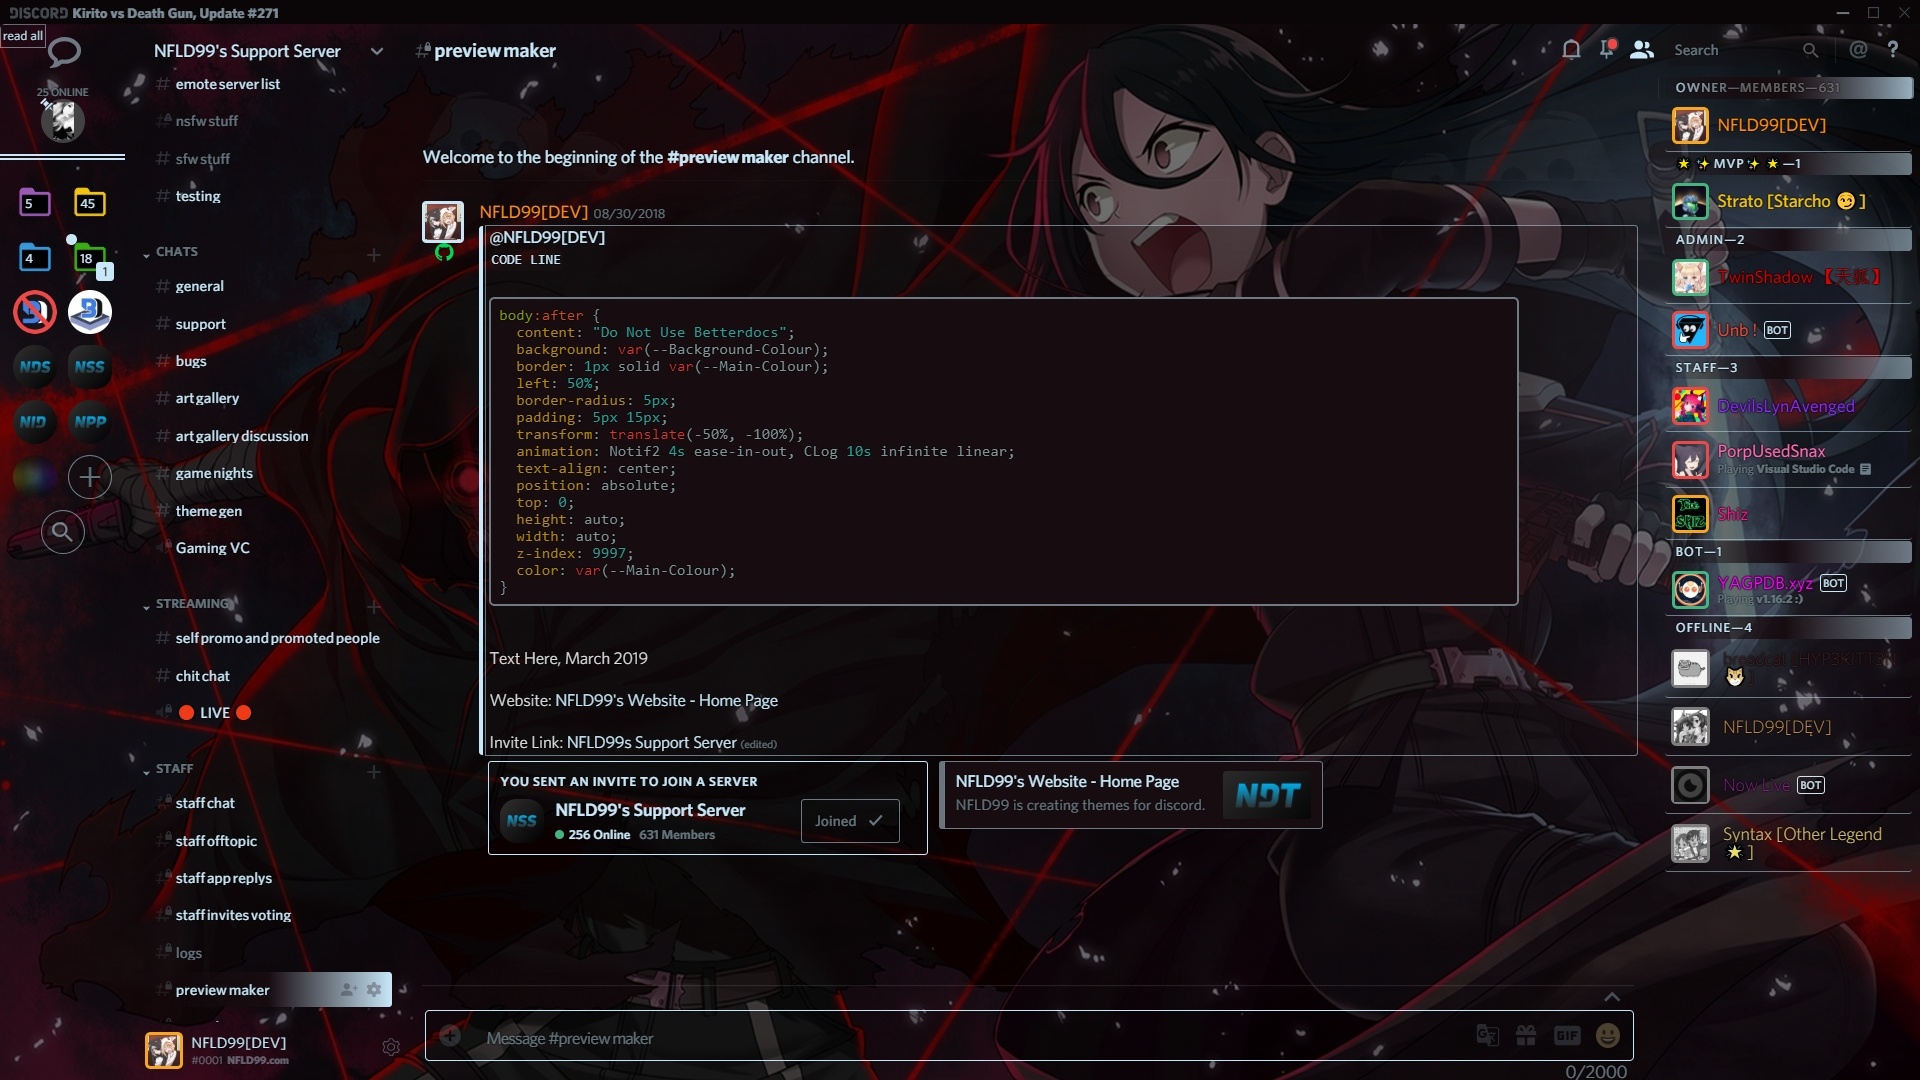 DISCORD Kirito vs Death Gun, Update #271
read all
25 ONLINE
5
45
4
18
1
NDS
NSS
NID
NPP
NFLD99's Support Server
emote server list
nsfw stuff
sfw stuff
testing
CHATS
general
support
bugs
art gallery
art gallery discussion
game nights
theme gen
Gaming VC
STREAMING
self promo and promoted people
chit chat
LIVE
STAFF
staff chat
staff offtopic
staff app replys
staff invites voting
logs
preview maker
NFLD99[DEV]
#0001 NFLD99.com
# preview maker
Search
Welcome to the beginning of the #preview maker channel.
NFLD99[DEV] 08/30/2018
@NFLD99[DEV]
CODE LINE
body:after {
content: "Do Not Use Betterdocs";
background: var(--Background-Colour);
border: 1px solid var(--Main-Colour);
left: 50%;
border-radius: 5px;
padding: 5px 15px;
transform: translate(-50%, -100%);
animation: Notif2 4s ease-in-out, CLog 10s infinite linear;
text-align: center;
position: absolute;
top: 0;
height: auto;
width: auto;
z-index: 9997;
color: var(--Main-Colour);
}
Text Here, March 2019
Website: NFLD99's Website - Home Page
Invite Link: NFLD99s Support Server (edited)
YOU SENT AN INVITE TO JOIN A SERVER
NSS
NFLD99's Support Server
256 Online 631 Members
Joined
NFLD99's Website - Home Page
NFLD99 is creating themes for discord.
NDT
Message #preview maker
GIF
0/2000
OWNER—MEMBERS—631
NFLD99[DEV]
MVP —1
Strato [Starcho 😏 ]
ADMIN—2
TwinShadow 【天狐】
Unb ! BOT
STAFF—3
DevilsLynAvenged
PorpUsedSnax
Playing Visual Studio Code
Shiz
BOT—1
YAGPDB.xyz BOT
Playing v1.16.2 :)
OFFLINE—4
NFLD99[DEV]
Now Live BOT
Syntax [Other Legend
🌟 ]